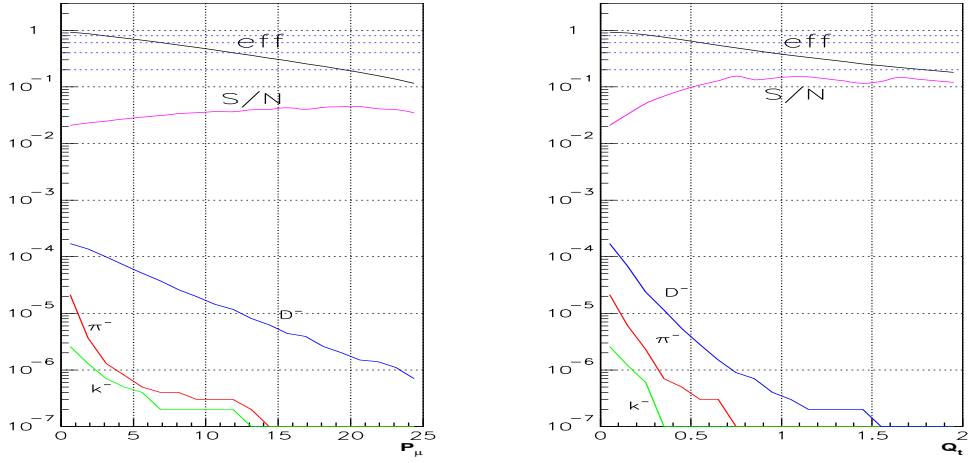 1
eff
10⁻¹
S/N
10⁻²
10⁻³
10⁻⁴
10⁻⁵
D⁻
π⁻
10⁻⁶
k⁻
10⁻⁷
0 5 10 15 20 25
P_μ
1
eff
10⁻¹
S/N
10⁻²
10⁻³
10⁻⁴
D⁻
10⁻⁵
π⁻
10⁻⁶
k⁻
10⁻⁷
0 0.5 1 1.5 2
Q_t